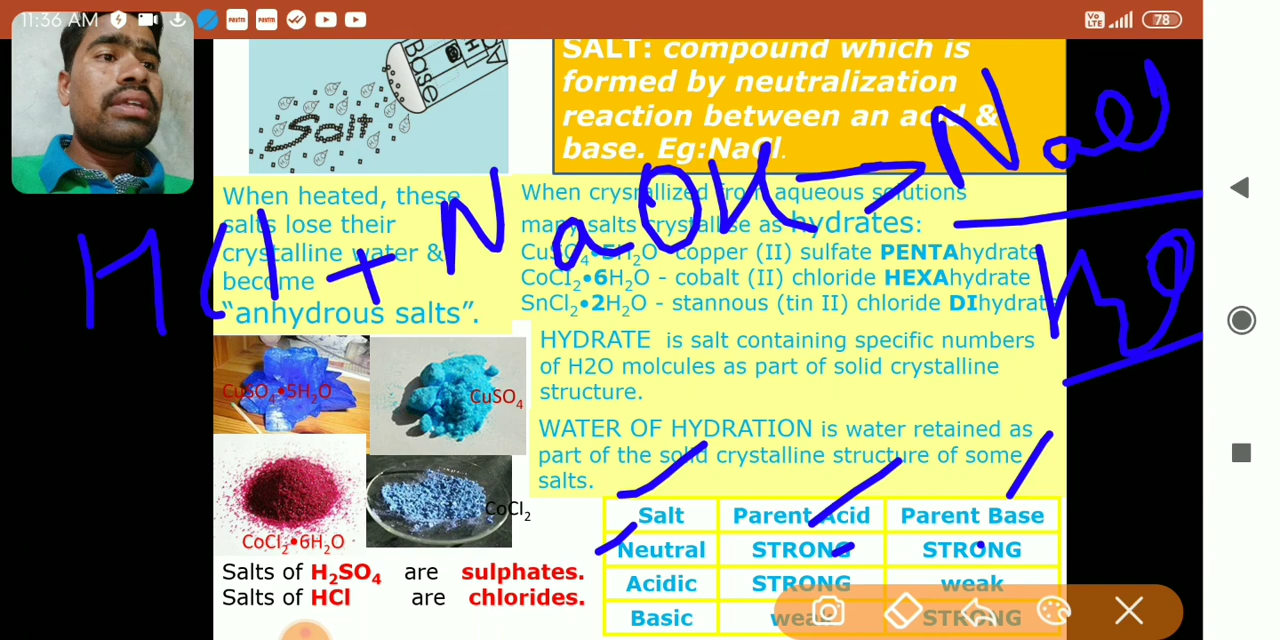 11:36 AM
78
Base
Salt
SALT: compound which is
formed by neutralization
reaction between an acid &
base. Eg:NaCl.
When heated, these
salts lose their
crystalline water &
become
“anhydrous salts”.
When crysrallized from aqueous solutions
many salts crystallise as hydrates:
CuSO₄•5H₂O - copper (II) sulfate PENTAhydrate
CoCl₂•6H₂O - cobalt (II) chloride HEXAhydrate
SnCl₂•2H₂O - stannous (tin II) chloride DIhydrate
HCl + NaOH → NaCl
H2O
HYDRATE is salt containing specific numbers
of H2O molcules as part of solid crystalline
structure.
WATER OF HYDRATION is water retained as
part of the solid crystalline structure of some
salts.
CuSO₄•5H₂O
CuSO₄
CoCl₂•6H₂O
CoCl₂
Salts of H₂SO₄ are sulphates.
Salts of HCl are chlorides.
Salt Parent Acid Parent Base
Neutral STRONG STRONG
Acidic STRONG weak
Basic weak STRONG